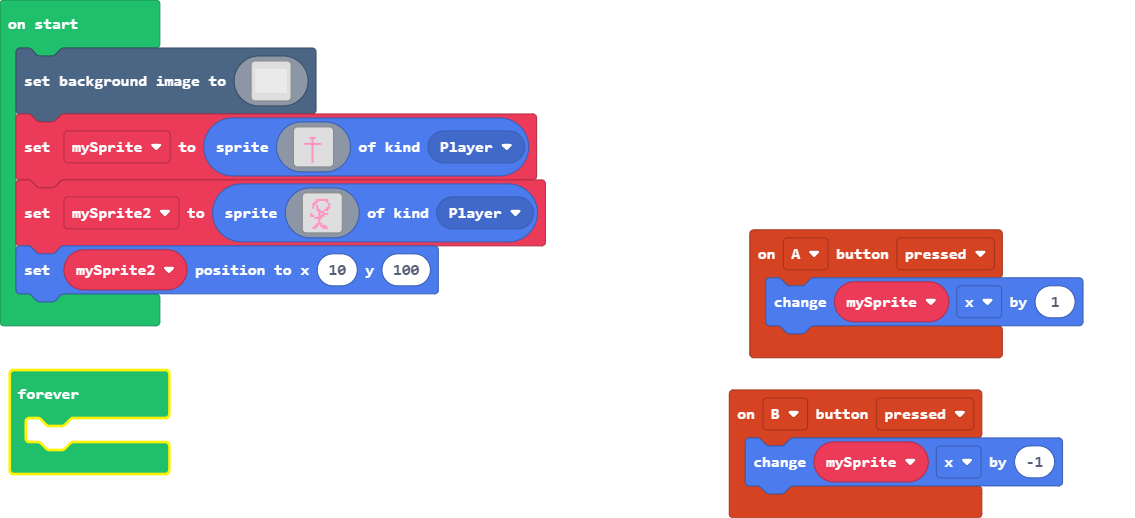 on start
set background image to
set mySprite to sprite of kind Player
set mySprite2 to sprite of kind Player
set mySprite2 position to x 10 y 100
forever
on A button pressed
change mySprite x by 1
on B button pressed
change mySprite x by -1